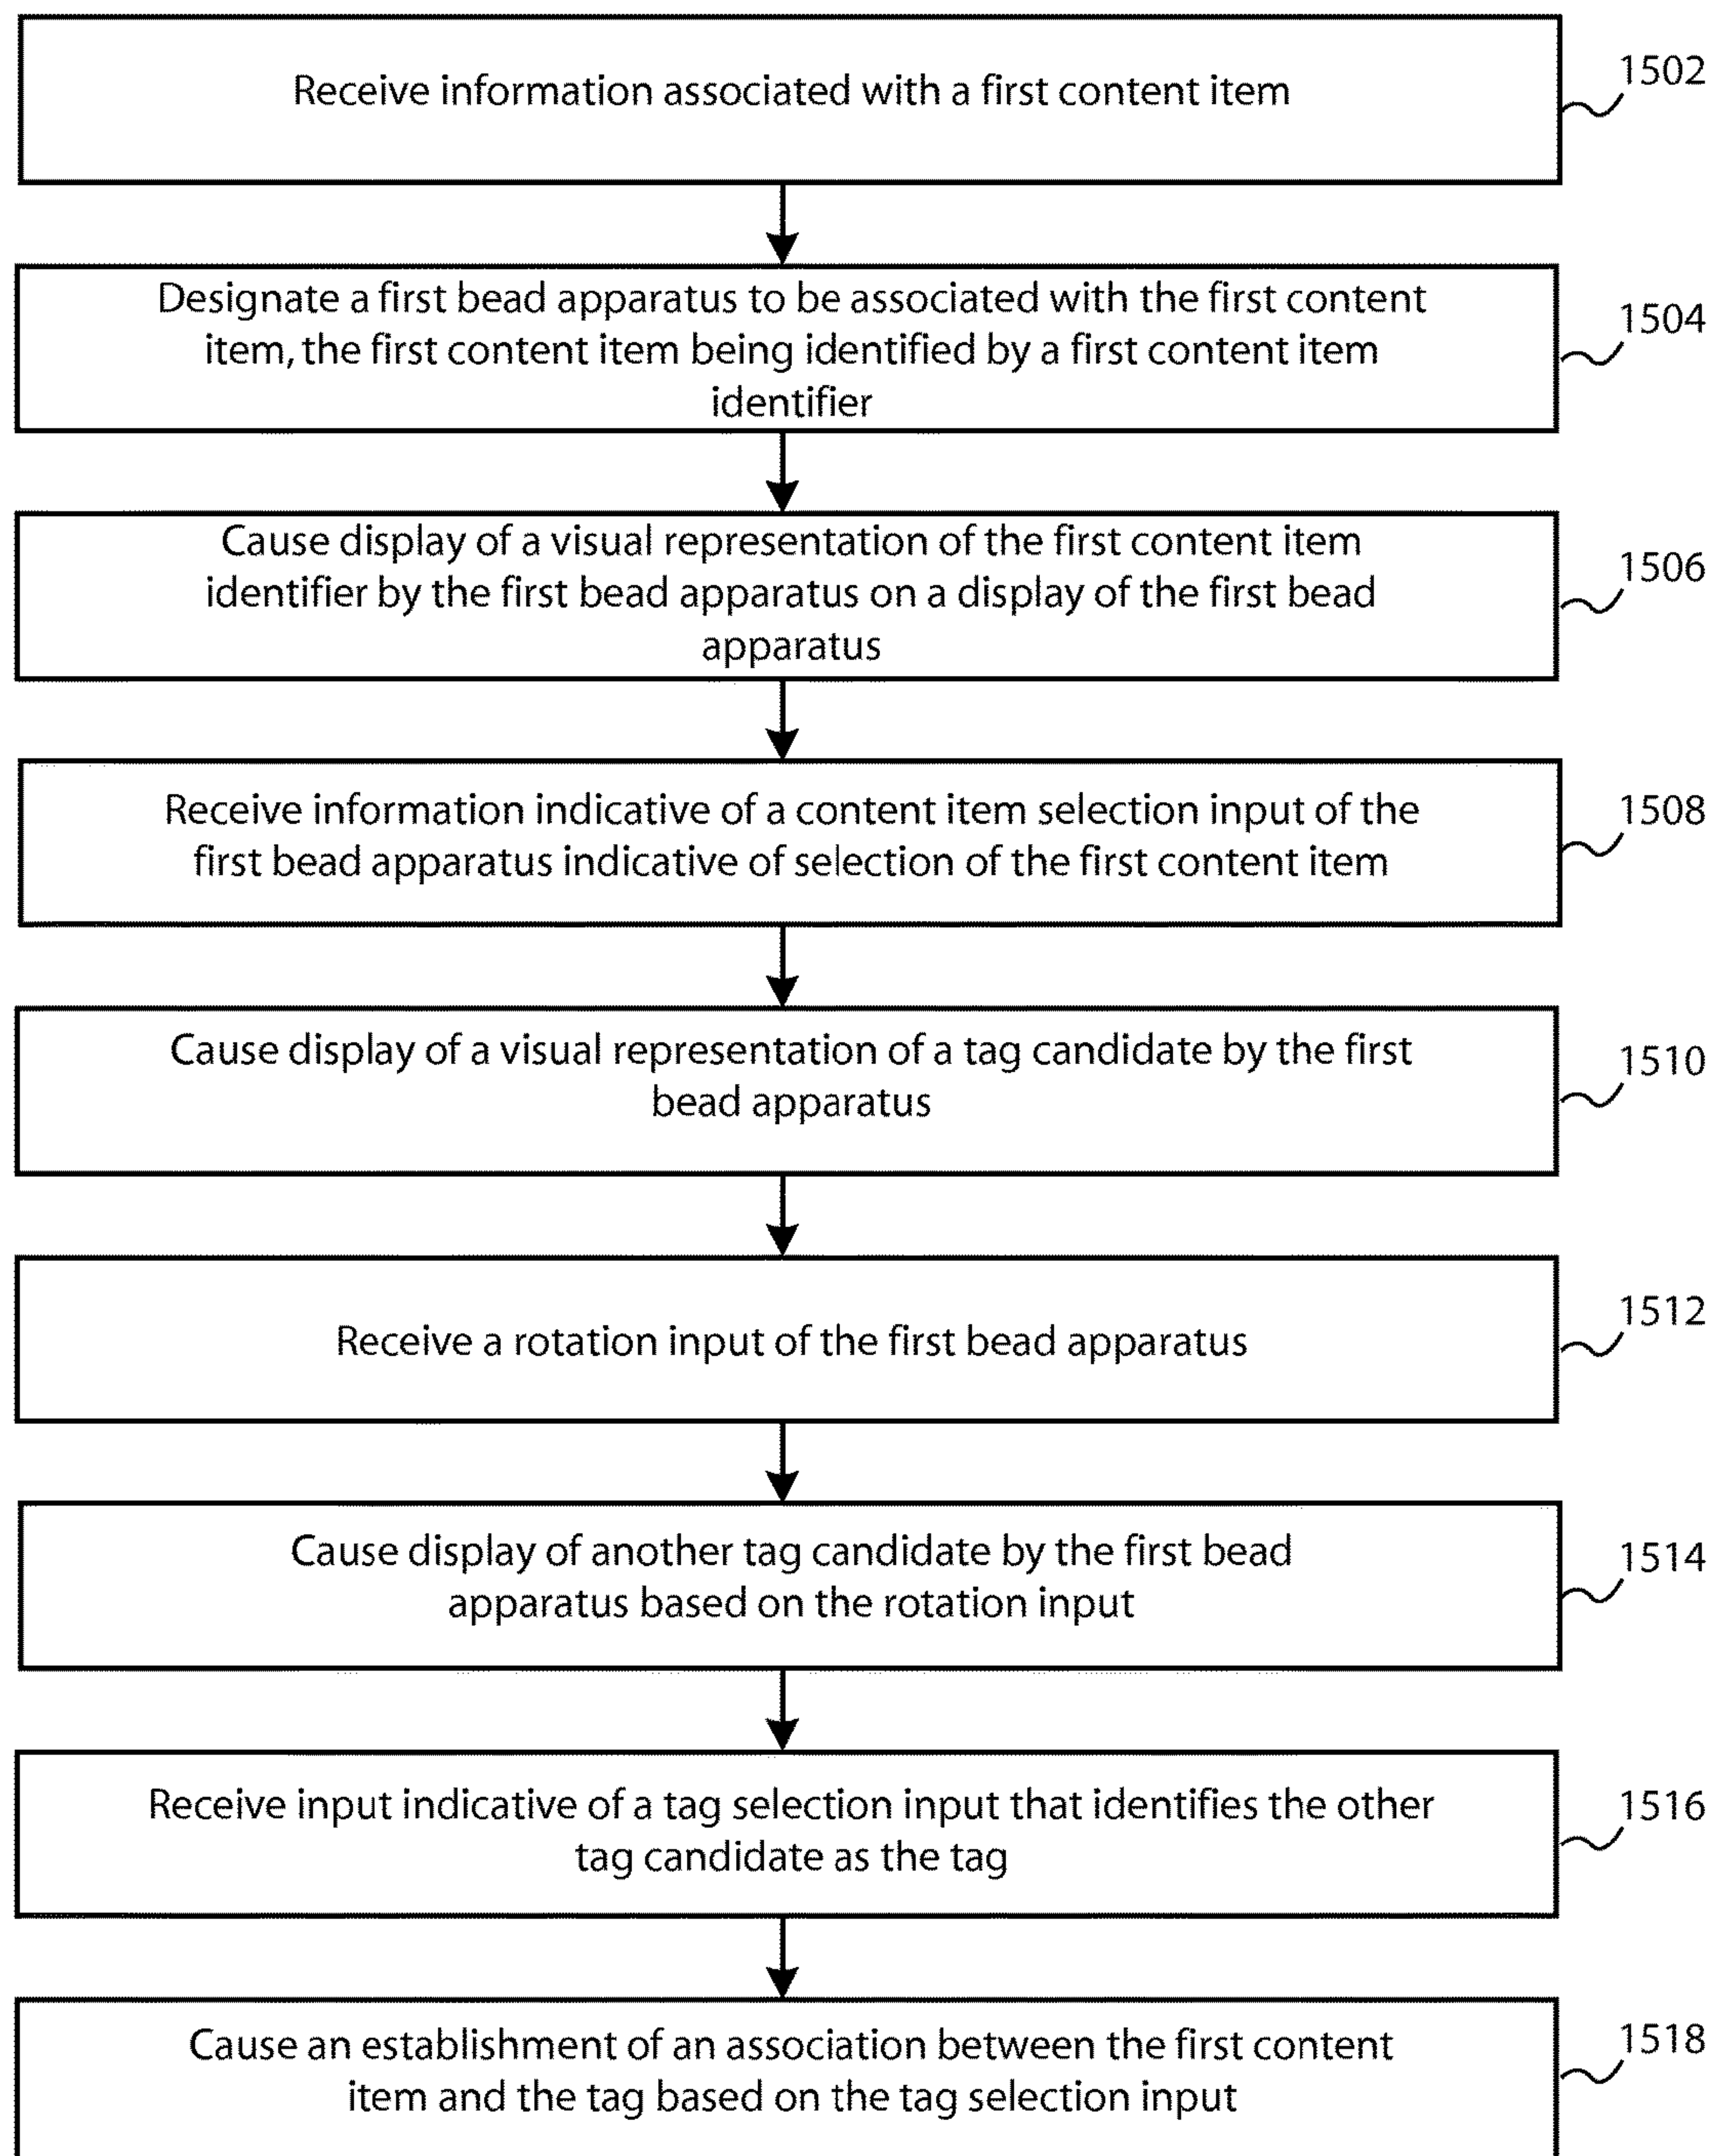 Receive information associated with a first content item
1502
Designate a first bead apparatus to be associated with the first content
item, the first content item being identified by a first content item
identifier
1504
Cause display of a visual representation of the first content item
identifier by the first bead apparatus on a display of the first bead
apparatus
1506
Receive information indicative of a content item selection input of the
first bead apparatus indicative of selection of the first content item
1508
Cause display of a visual representation of a tag candidate by the first
bead apparatus
1510
Receive a rotation input of the first bead apparatus
1512
Cause display of another tag candidate by the first bead
apparatus based on the rotation input
1514
Receive input indicative of a tag selection input that identifies the other
tag candidate as the tag
1516
Cause an establishment of an association between the first content
item and the tag based on the tag selection input
1518